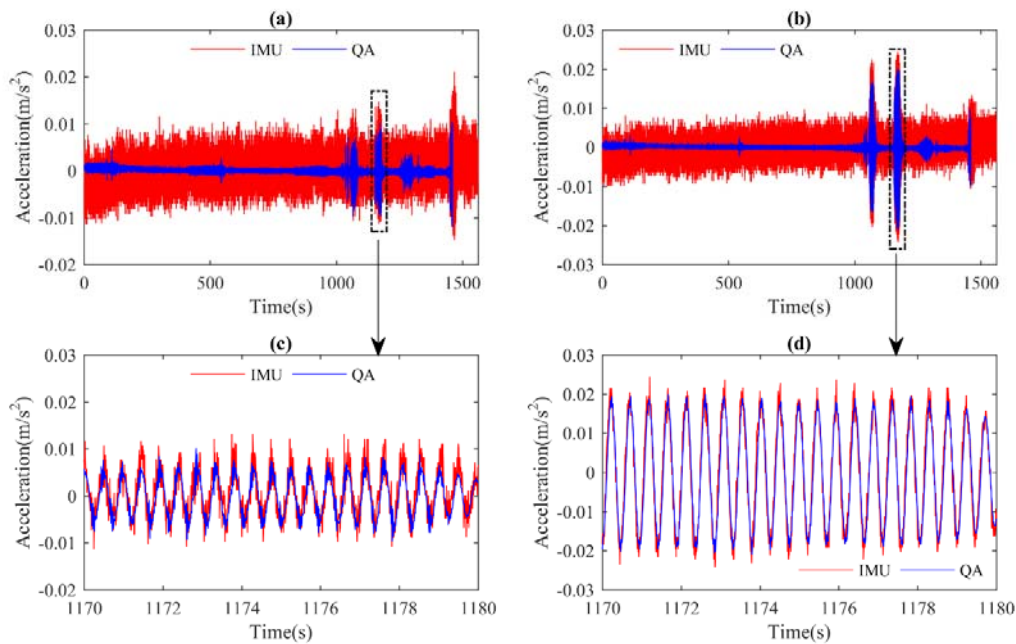 (a)
0.03
0.02
0.01
0
-0.01
-0.02
Acceleration(m/s²)
IMU QA
0 500 1000 1500
Time(s)
(b)
0.03
0.02
0.01
0
-0.01
-0.02
-0.03
Acceleration(m/s²)
IMU QA
0 500 1000 1500
Time(s)
(c)
0.03
0.02
0.01
0
-0.01
-0.02
Acceleration(m/s²)
IMU QA
1170 1172 1174 1176 1178 1180
Time(s)
(d)
0.03
0.02
0.01
0
-0.01
-0.02
-0.03
Acceleration(m/s²)
IMU QA
1170 1172 1174 1176 1178 1180
Time(s)